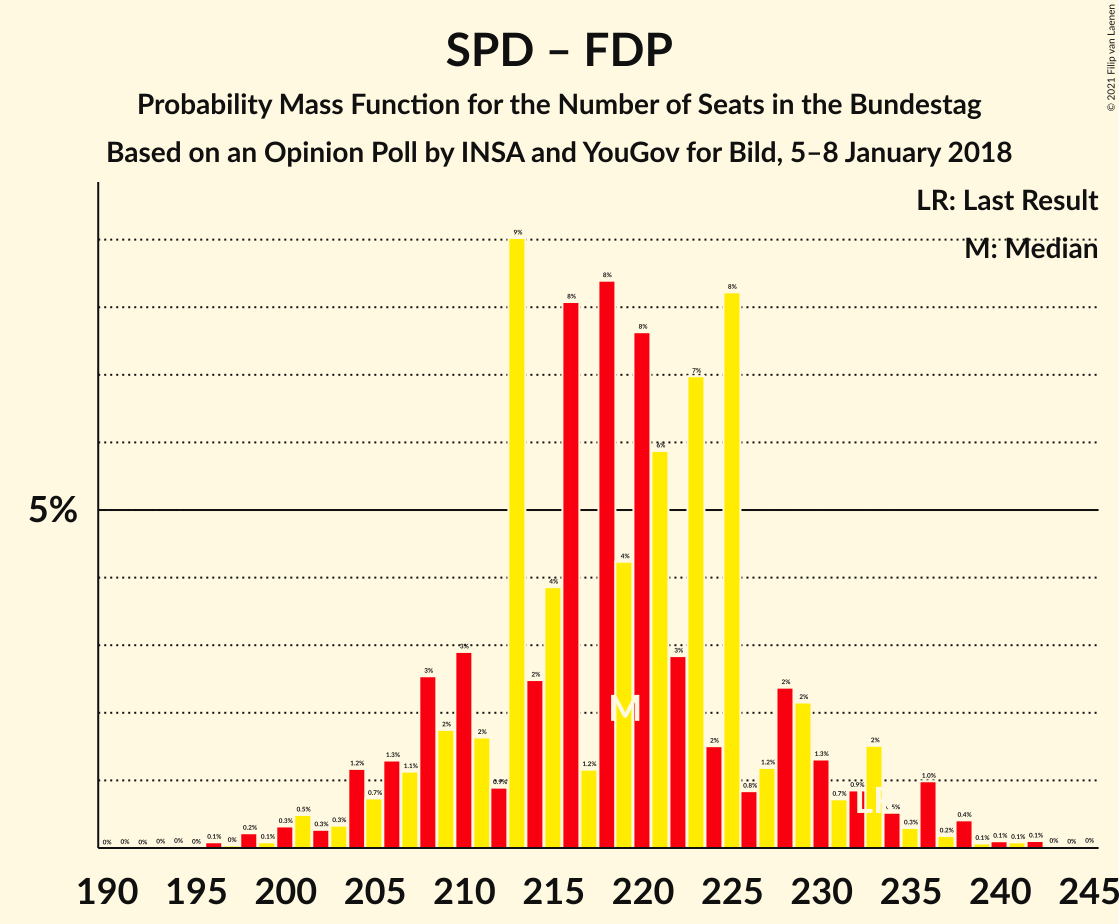 © 2021 Filip van Laenen
SPD – FDP
Probability Mass Function for the Number of Seats in the Bundestag
Based on an Opinion Poll by INSA and YouGov for Bild, 5–8 January 2018
LR: Last Result
M: Median
5%
0% 0% 0% 0% 0% 0% 0.1% 0% 0.2% 0.1% 0.3% 0.5% 0.3% 0.3% 1.2% 0.7% 1.3% 1.1% 3% 2% 3% 2% 0.9% 9% 2% 4% 8% 1.2% 8% 4% 8% 6% 3% 7% 2% 8% 0.8% 1.2% 2% 2% 1.3% 0.7% 0.9% 2% 5% 0.3% 1.0% 0.2% 0.4% 0.1% 0.1% 0.1% 0.1% 0% 0% 0%
M
190 195 200 205 210 215 220 225 230 235 240 245